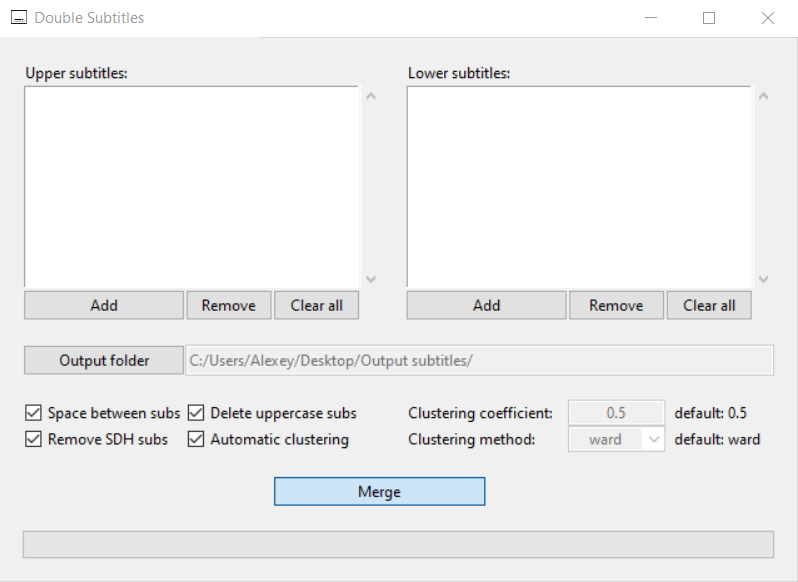 Double Subtitles
Upper subtitles: Lower subtitles:
Add Remove Clear all Add Remove Clear all
Output folder C:/Users/Alexey/Desktop/Output subtitles/
Space between subs Delete uppercase subs Clustering coefficient: 0.5 default: 0.5
Remove SDH subs Automatic clustering Clustering method: ward default: ward
Merge